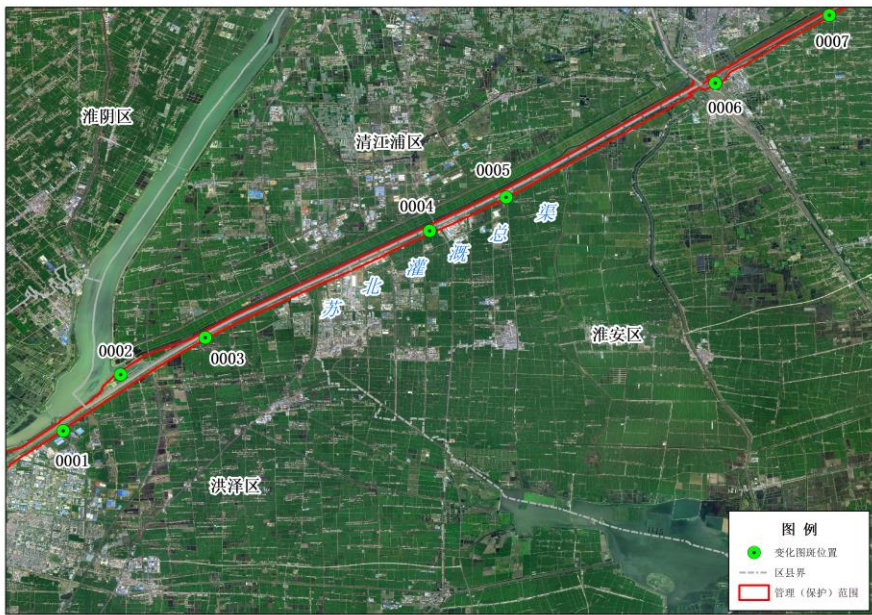 0007
0006
淮阴区
清江浦区
0005
0004
苏北灌溉总渠
淮安区
0002
0003
0001
洪泽区
图 例
变化图斑位置
区县界
管理（保护）范围